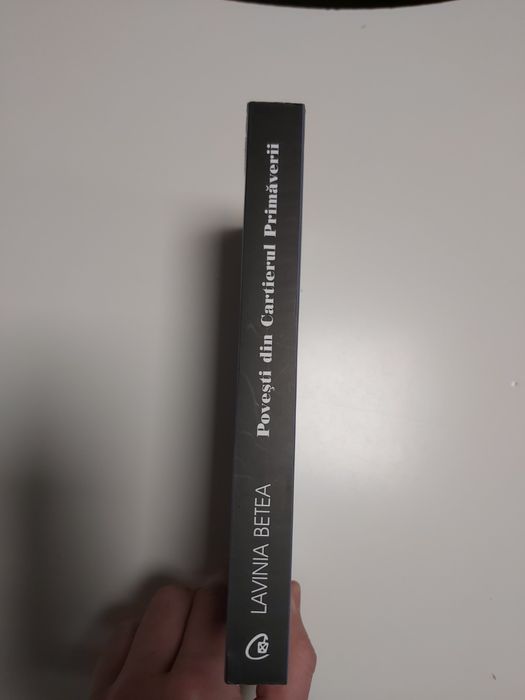 LAVINIA BETEA
Povești din Cartierul Primăverii